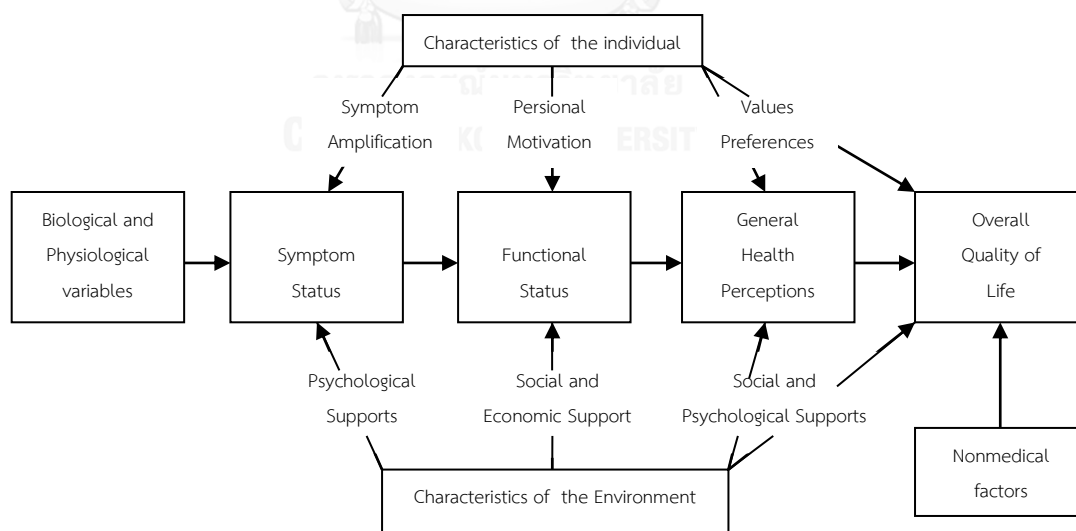 Characteristics of the individual
Symptom
Amplification
Persional
Motivation
Values
Preferences
Biological and
Physiological
variables
Symptom
Status
Functional
Status
General
Health
Perceptions
Overall
Quality of
Life
Psychological
Supports
Social and
Economic Support
Social and
Psychological Supports
Nonmedical
factors
Characteristics of the Environment